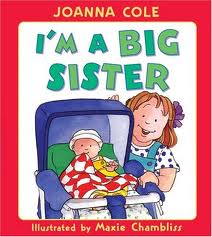 JOANNA COLE
I'M A BIG
SISTER
Illustrated by Maxie Chambliss